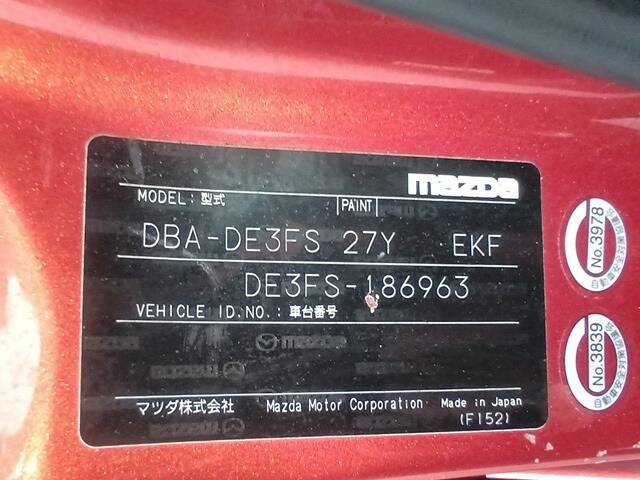 mazda
MODEL: 型式 PAINT
DBA-DE3FS 27Y EKF
DE3FS-186963
VEHICLE ID.NO.: 車台番号
mazda
マツダ株式会社 Mazda Motor Corporation Made in Japan
(F152)
No.3978
No.3839